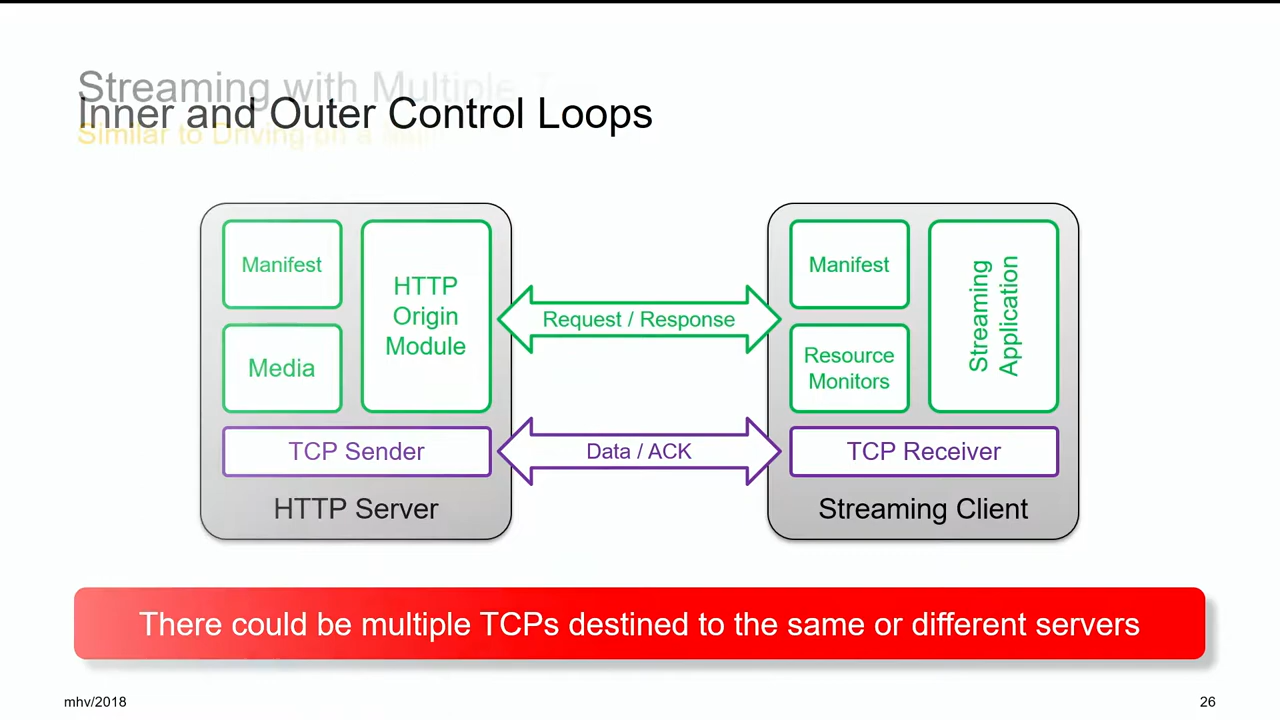 Streaming with Multiple
Inner and Outer Control Loops
Similar to Driving on a
Manifest
HTTP
Origin
Module
Media
TCP Sender
HTTP Server
Request / Response
Data / ACK
Manifest
Streaming
Application
Resource
Monitors
TCP Receiver
Streaming Client
There could be multiple TCPs destined to the same or different servers
mhv/2018
26